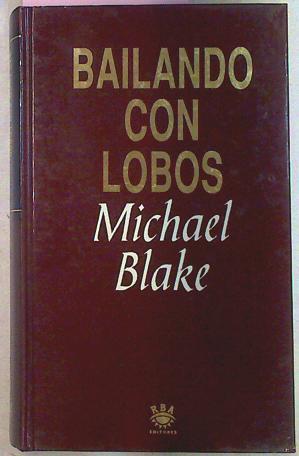 BAILANDO
CON
LOBOS
Michael
Blake
RBA
EDITORES